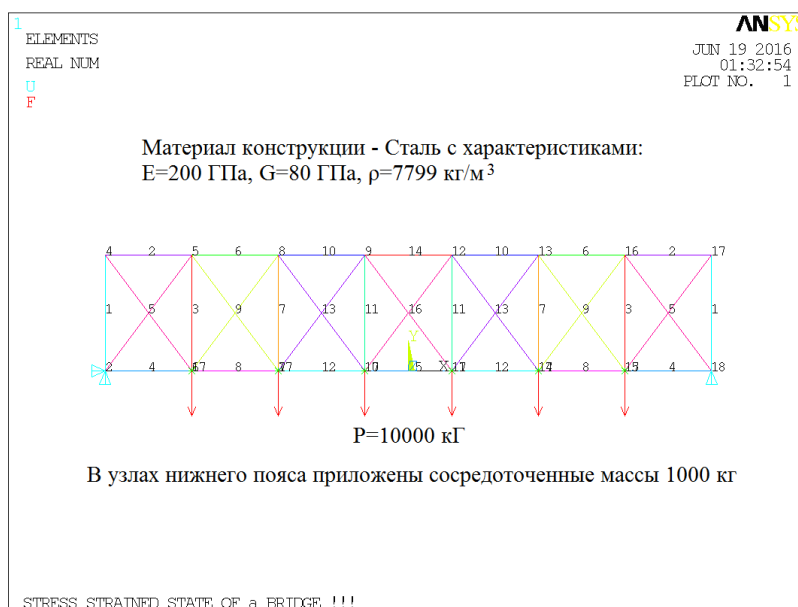 1
ELEMENTS
REAL NUM
U
F
ANSYS
JUN 19 2016
01:32:54
PLOT NO. 1
Материал конструкции - Сталь с характеристиками:
E=200 ГПа, G=80 ГПа, ρ=7799 кг/м³
4 2 5 6 8 10 9 14 12 10 13 6 16 2 17
1 5 3 9 7 13 11 16 11 13 7 9 3 5 1
Y
X
2 4 17 8 12 15 12 8 4 18
P=10000 кГ
В узлах нижнего пояса приложены сосредоточенные массы 1000 кг
STRESS STRAINED STATE OF a BRIDGE !!!